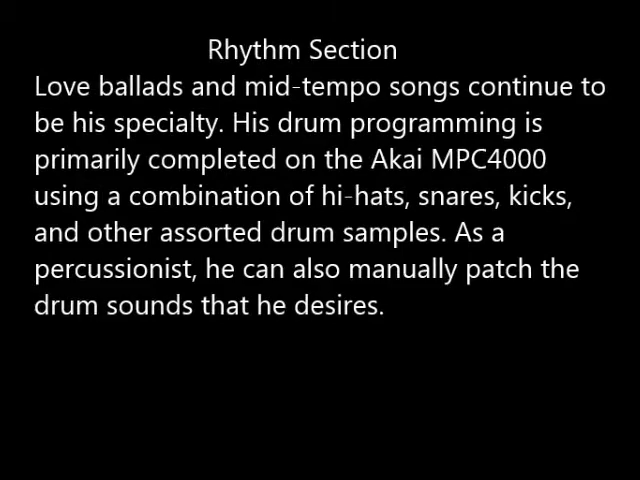 Rhythm Section
Love ballads and mid-tempo songs continue to
be his specialty. His drum programming is
primarily completed on the Akai MPC4000
using a combination of hi-hats, snares, kicks,
and other assorted drum samples. As a
percussionist, he can also manually patch the
drum sounds that he desires.